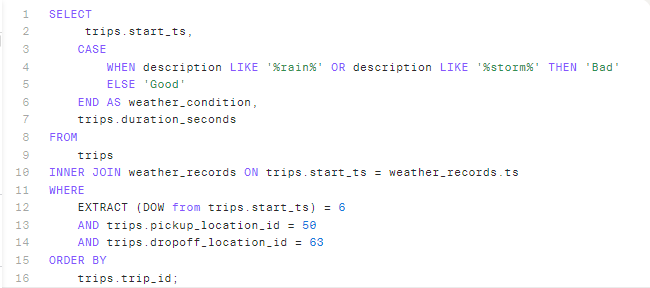 1 SELECT
2 trips.start_ts,
3 CASE
4 WHEN description LIKE '%rain%' OR description LIKE '%storm%' THEN 'Bad'
5 ELSE 'Good'
6 END AS weather_condition,
7 trips.duration_seconds
8 FROM
9 trips
10 INNER JOIN weather_records ON trips.start_ts = weather_records.ts
11 WHERE
12 EXTRACT (DOW from trips.start_ts) = 6
13 AND trips.pickup_location_id = 50
14 AND trips.dropoff_location_id = 63
15 ORDER BY
16 trips.trip_id;